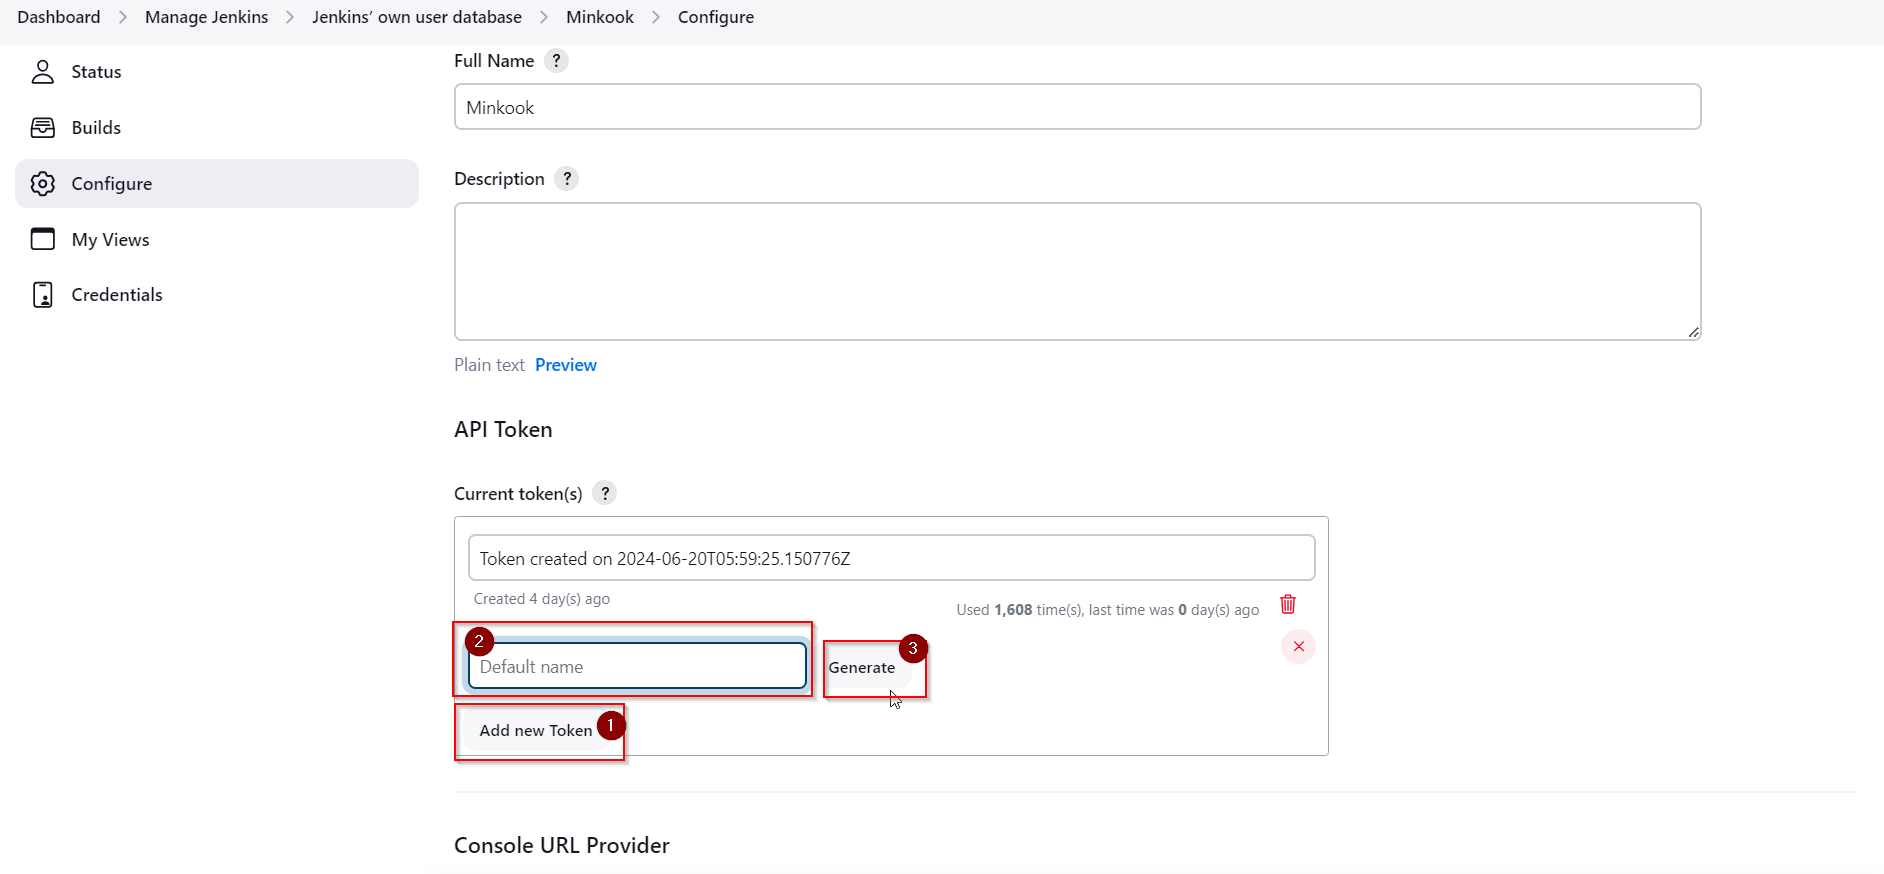 Dashboard > Manage Jenkins > Jenkins’ own user database > Minkook > Configure
Status
Builds
Configure
My Views
Credentials
Full Name ?
Minkook
Description ?
Plain text Preview
API Token
Current token(s) ?
Token created on 2024-06-20T05:59:25.150776Z
Created 4 day(s) ago
Used 1,608 time(s), last time was 0 day(s) ago
2
Default name
Generate
3
Add new Token
1
Console URL Provider